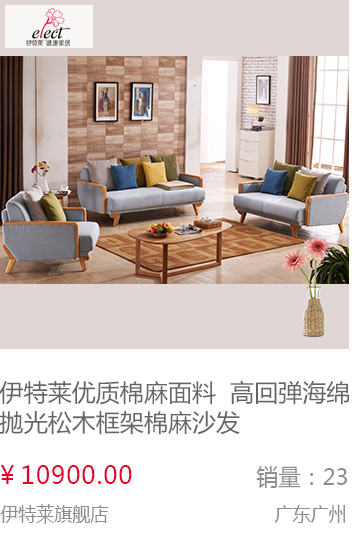 elect
伊特莱 健康家居
伊特莱优质棉麻面料 高回弹海绵
抛光松木框架棉麻沙发
¥ 10900.00
销量：23
伊特莱旗舰店
广东广州